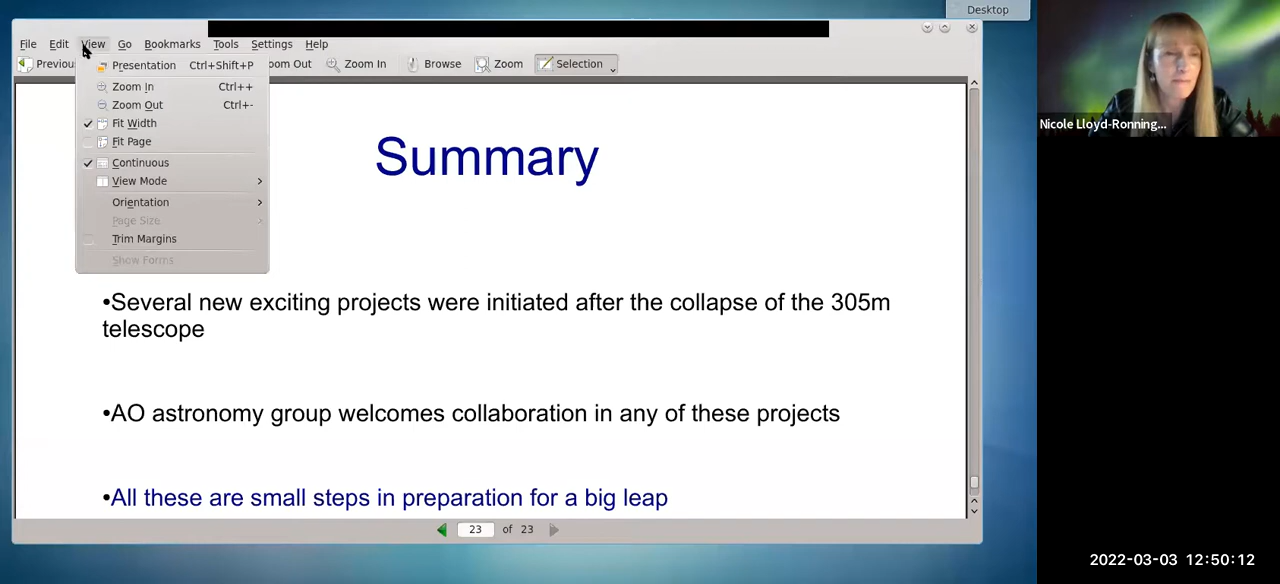 Desktop
File Edit View Go Bookmarks Tools Settings Help
Previou oom Out Zoom In Browse Zoom Selection
Presentation Ctrl+Shift+P
Zoom In Ctrl++
Zoom Out Ctrl+-
Fit Width
Fit Page
Continuous
View Mode
Orientation
Page Size
Trim Margins
Show Forms
Summary
•Several new exciting projects were initiated after the collapse of the 305m
telescope
•AO astronomy group welcomes collaboration in any of these projects
•All these are small steps in preparation for a big leap
23 of 23
Nicole Lloyd-Ronning...
2022-03-03 12:50:12